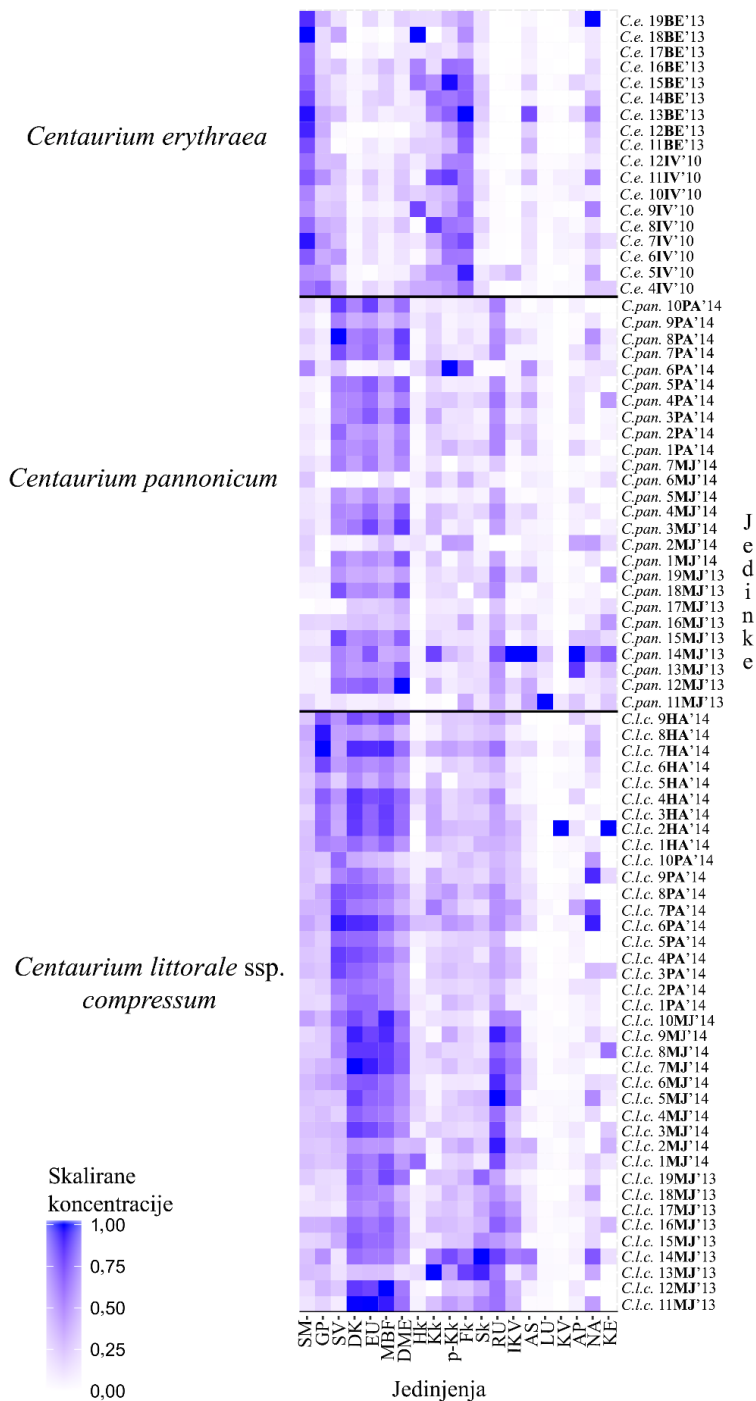 C.e. 19BE’13
C.e. 18BE’13
C.e. 17BE’13
C.e. 16BE’13
C.e. 15BE’13
C.e. 14BE’13
C.e. 13BE’13
C.e. 12BE’13
C.e. 11BE’13
C.e. 12IV’10
C.e. 11IV’10
C.e. 10IV’10
C.e. 9IV’10
C.e. 8IV’10
C.e. 7IV’10
C.e. 6IV’10
C.e. 5IV’10
C.e. 4IV’10
Centaurium erythraea
C.pan. 10PA’14
C.pan. 9PA’14
C.pan. 8PA’14
C.pan. 7PA’14
C.pan. 6PA’14
C.pan. 5PA’14
C.pan. 4PA’14
C.pan. 3PA’14
C.pan. 2PA’14
C.pan. 1PA’14
C.pan. 7MJ’14
C.pan. 6MJ’14
C.pan. 5MJ’14
C.pan. 4MJ’14
C.pan. 3MJ’14
C.pan. 2MJ’14
C.pan. 1MJ’14
C.pan. 19MJ’13
C.pan. 18MJ’13
C.pan. 17MJ’13
C.pan. 16MJ’13
C.pan. 15MJ’13
C.pan. 14MJ’13
C.pan. 13MJ’13
C.pan. 12MJ’13
C.pan. 11MJ’13
Centaurium pannonicum
Jedinke
C.l.c. 9HA’14
C.l.c. 8HA’14
C.l.c. 7HA’14
C.l.c. 6HA’14
C.l.c. 5HA’14
C.l.c. 4HA’14
C.l.c. 3HA’14
C.l.c. 2HA’14
C.l.c. 1HA’14
C.l.c. 10PA’14
C.l.c. 9PA’14
C.l.c. 8PA’14
C.l.c. 7PA’14
C.l.c. 6PA’14
C.l.c. 5PA’14
C.l.c. 4PA’14
C.l.c. 3PA’14
C.l.c. 2PA’14
C.l.c. 1PA’14
C.l.c. 10MJ’14
C.l.c. 9MJ’14
C.l.c. 8MJ’14
C.l.c. 7MJ’14
C.l.c. 6MJ’14
C.l.c. 5MJ’14
C.l.c. 4MJ’14
C.l.c. 3MJ’14
C.l.c. 2MJ’14
C.l.c. 1MJ’14
C.l.c. 19MJ’13
C.l.c. 18MJ’13
C.l.c. 17MJ’13
C.l.c. 16MJ’13
C.l.c. 15MJ’13
C.l.c. 14MJ’13
C.l.c. 13MJ’13
C.l.c. 12MJ’13
C.l.c. 11MJ’13
Centaurium littorale ssp.
compressum
Skalirane
koncentracije
1,00
0,75
0,50
0,25
0,00
SM- GP- SV- DK- EU- MBF- DME- Hk- Kk- p-Kk- Fk- Sk- RU- IKV- AS- LU- KV- AP- NA- KE-
Jedinjenja